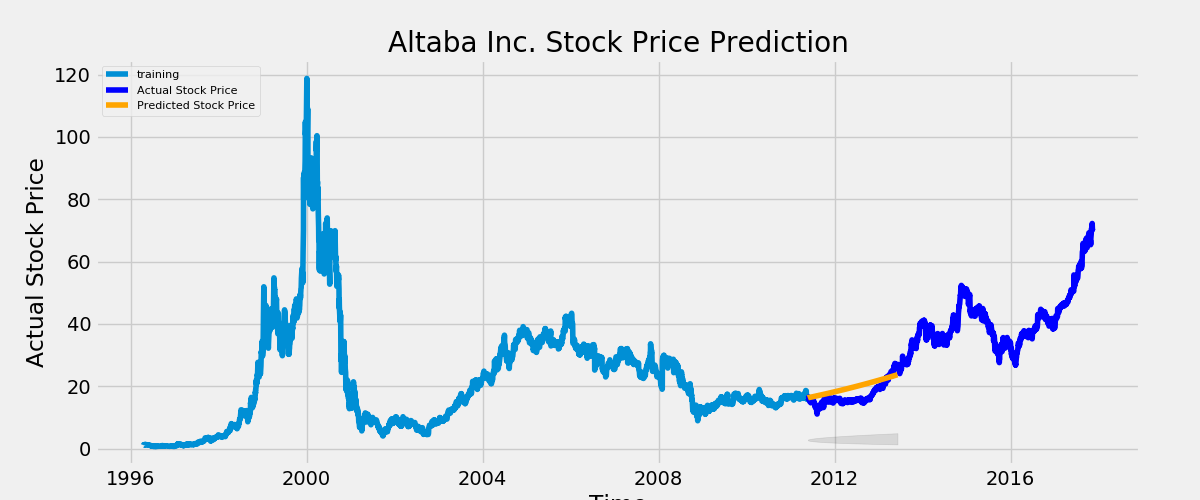 Altaba Inc. Stock Price Prediction
training
Actual Stock Price
Predicted Stock Price
Actual Stock Price
120
100
80
60
40
20
0
1996 2000 2004 2008 2012 2016
Time